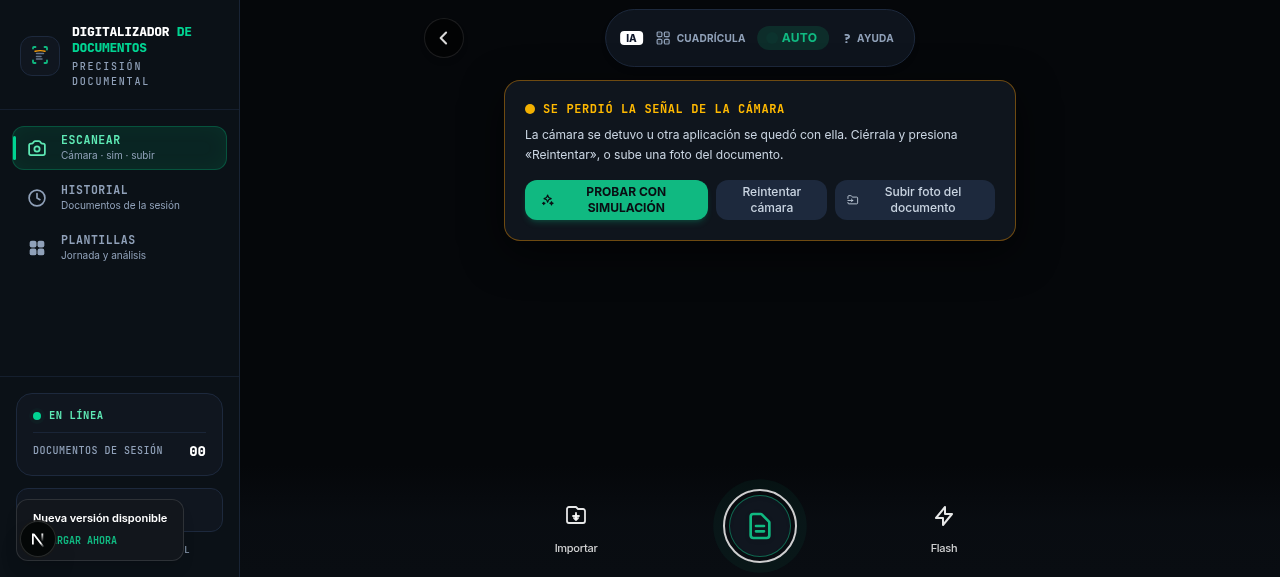 DIGITALIZADOR DE
DOCUMENTOS
PRECISIÓN
DOCUMENTAL
ESCANEAR
Cámara · sim · subir
HISTORIAL
Documentos de la sesión
PLANTILLAS
Jornada y análisis
EN LÍNEA
DOCUMENTOS DE SESIÓN 00
Nueva versión disponible
AHORA
IA CUADRÍCULA AUTO ? AYUDA
SE PERDIÓ LA SEÑAL DE LA CÁMARA
La cámara se detuvo u otra aplicación se quedó con ella. Ciérrala y presiona
«Reintentar», o sube una foto del documento.
PROBAR CON
SIMULACIÓN
Reintentar
cámara
Subir foto del
documento
Importar
Flash